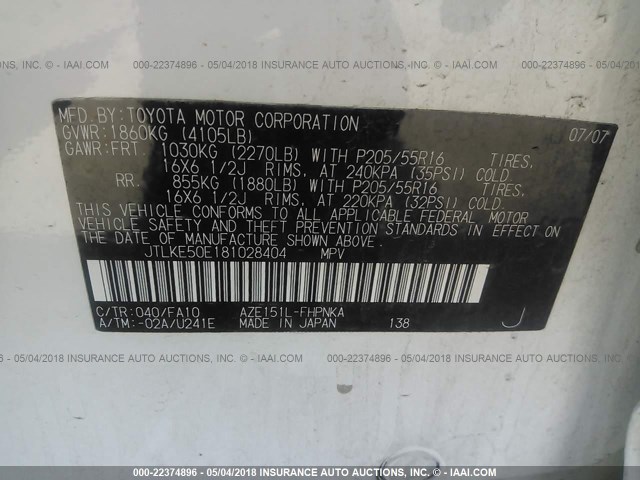 INSURANCE AUTO AUCTIONS, INC. - © IAAI.COM 000-22374896 - 05/04/2018 INSURANCE AUTO AUCTIONS, INC. - © IAAI.COM 000-22374896 - 05/04/2018
MFD.BY:TOYOTA MOTOR CORPORATION 07/07
GVWR:1860KG (4105LB)
GAWR:FRT. 1030KG (2270LB) WITH P205/55R16 TIRES,
16X6 1/2J RIMS, AT 240KPA (35PSI) COLD.
RR. 855KG (1880LB) WITH P205/55R16 TIRES,
16X6 1/2J RIMS, AT 220KPA (32PSI) COLD.
THIS VEHICLE CONFORMS TO ALL APPLICABLE FEDERAL MOTOR
VEHICLE SAFETY AND THEFT PREVENTION STANDARDS IN EFFECT
ON THE DATE OF MANUFACTURE SHOWN ABOVE.
JTLKE50E181028404 MPV
C/TR:040/FA10 AZE151L-FHPNKA
A/TM:-02A/U241E MADE IN JAPAN 138 J
000-22374896 - 05/04/2018 INSURANCE AUTO AUCTIONS, INC. - © IAAI.COM